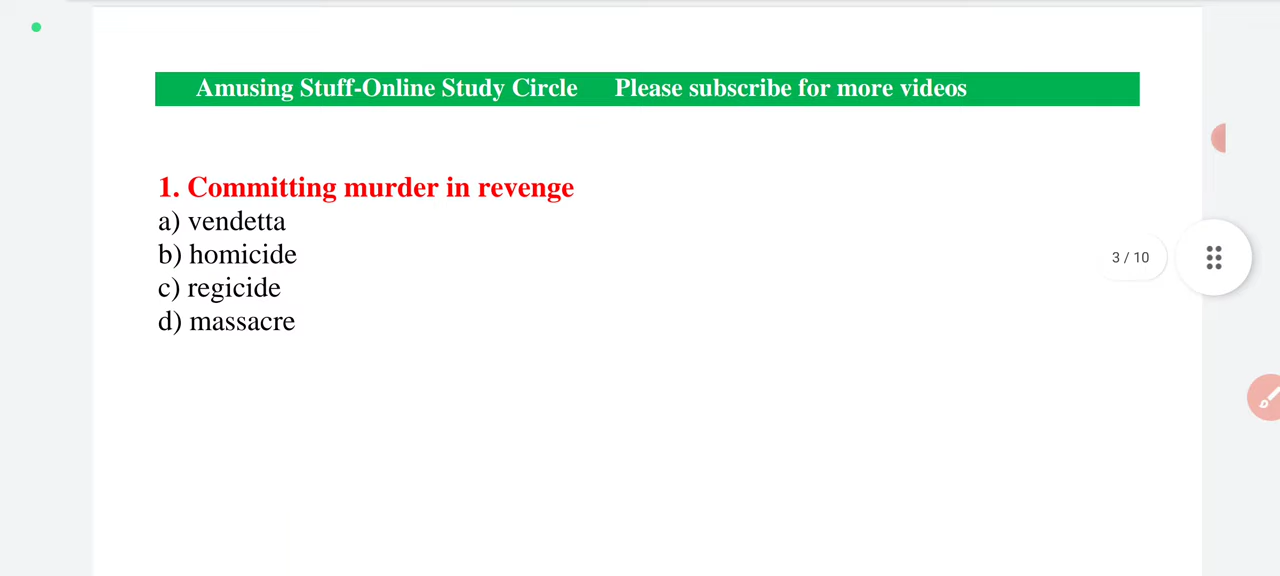 Amusing Stuff-Online Study Circle Please subscribe for more videos
1. Committing murder in revenge
a) vendetta
b) homicide
3 / 10
c) regicide
d) massacre